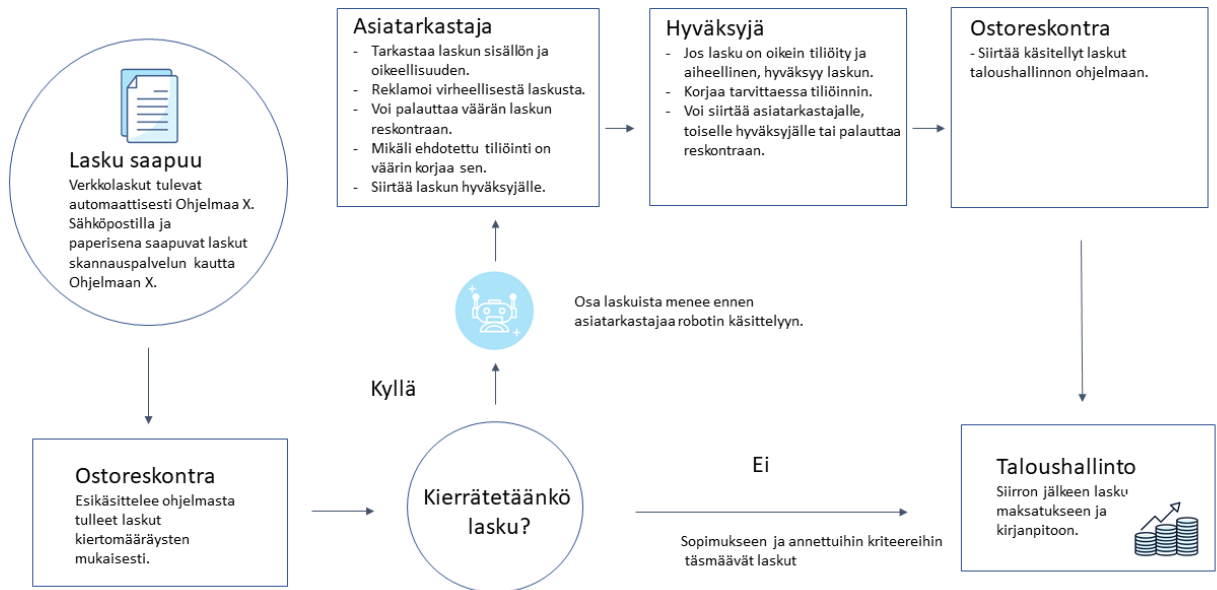 Lasku saapuu
Verkkolaskut tulevat
automaattisesti Ohjelmaa X.
Sähköpostilla ja
paperisena saapuvat laskut
skannauspalvelun kautta
Ohjelmaan X.
Ostoreskontra
Esikäsittelee ohjelmasta
tulleet laskut
kiertomääräysten
mukaisesti.
Kierrätetäänkö
lasku?
Kyllä
Osa laskuista menee ennen
asiatarkastajaa robotin käsittelyyn.
Asiatarkastaja
- Tarkastaa laskun sisällön ja
oikeellisuuden.
- Reklamoi virheellisestä laskusta.
- Voi palauttaa väärän laskun
reskontraan.
- Mikäli ehdotettu tiliöinti on
väärin korjaa sen.
- Siirtää laskun hyväksyjälle.
Hyväksyjä
- Jos lasku on oikein tiliöity ja
aiheellinen, hyväksyy laskun.
- Korjaa tarvittaessa tiliöinnin.
- Voi siirtää asiatarkastajalle,
toiselle hyväksyjälle tai palauttaa
reskontraan.
Ostoreskontra
- Siirtää käsitellyt laskut
taloushallinnon ohjelmaan.
Ei
Sopimukseen ja annettuihin kriteereihin
täsmäävät laskut
Taloushallinto
Siirron jälkeen lasku
maksatukseen ja
kirjanpitoon.